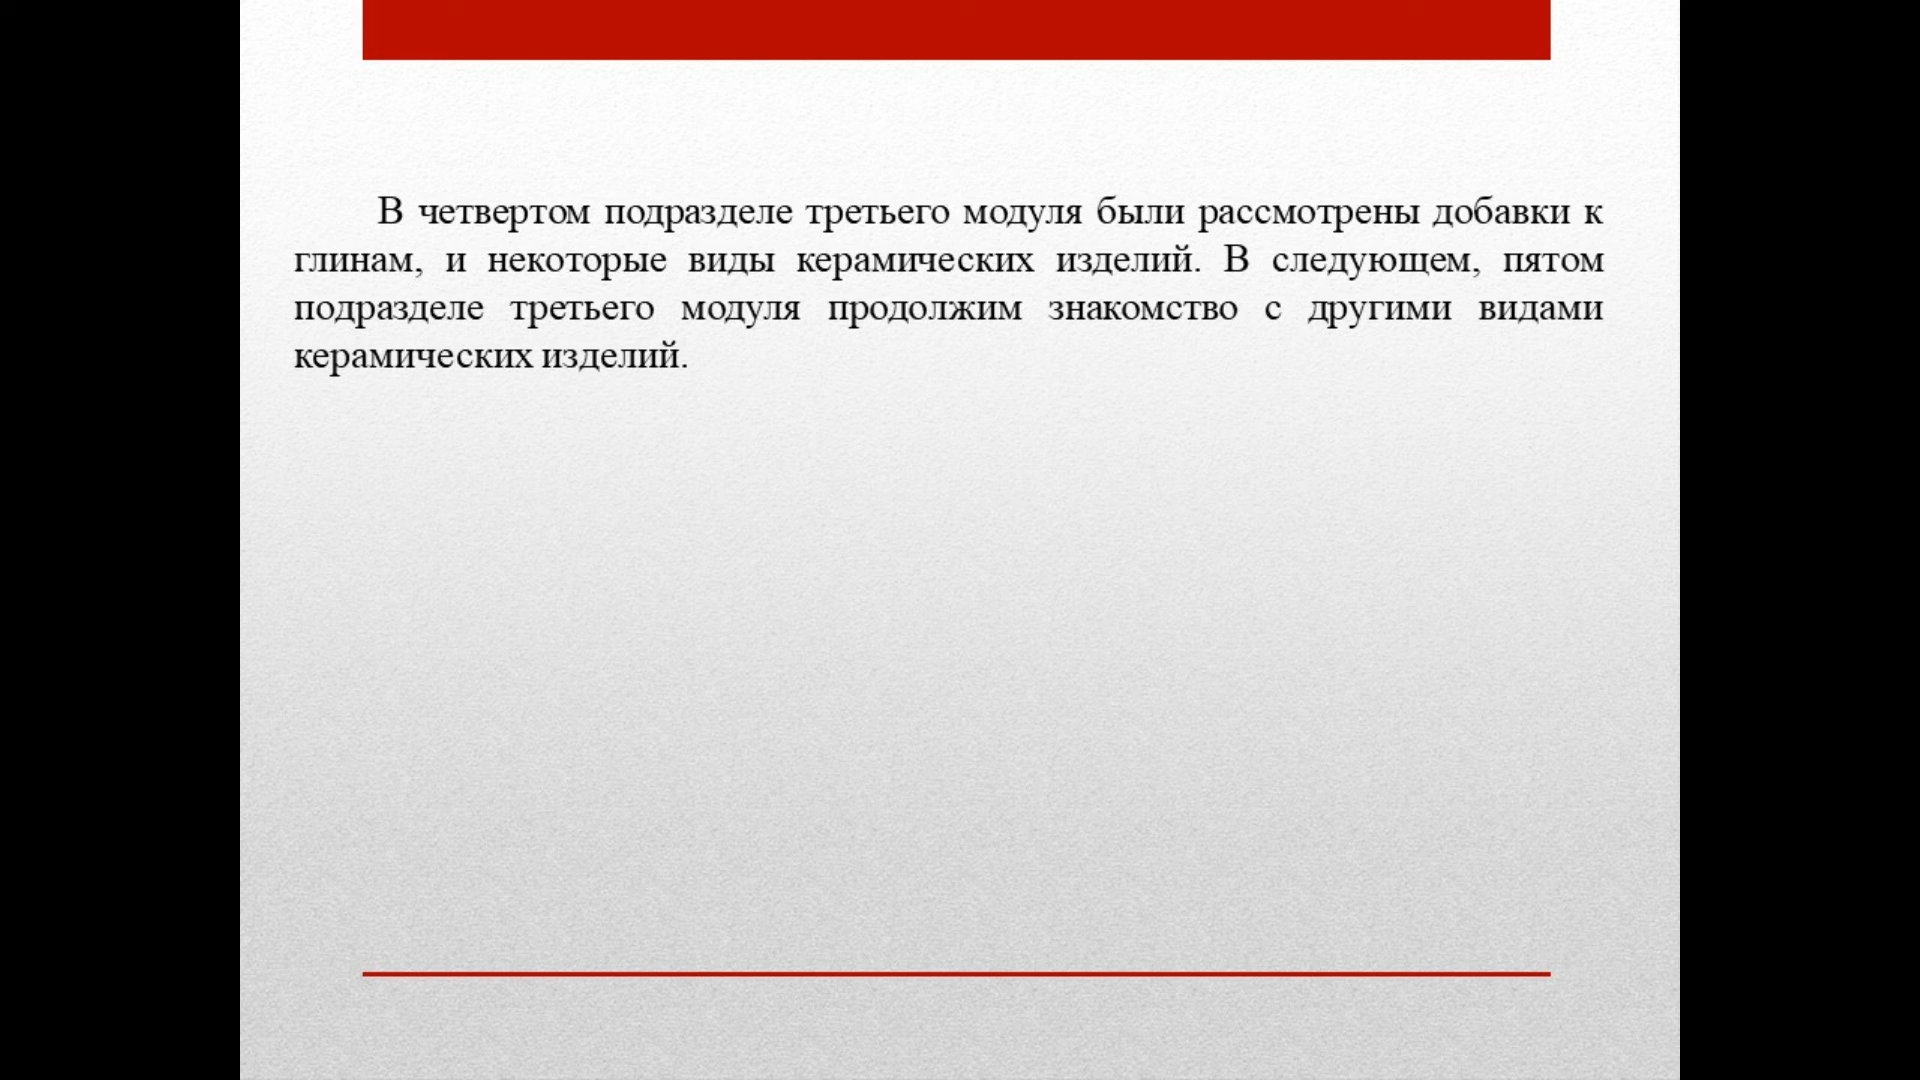 В четвертом подразделе третьего модуля были рассмотрены добавки к
глинам, и некоторые виды керамических изделий. В следующем, пятом
подразделе третьего модуля продолжим знакомство с другими видами
керамических изделий.